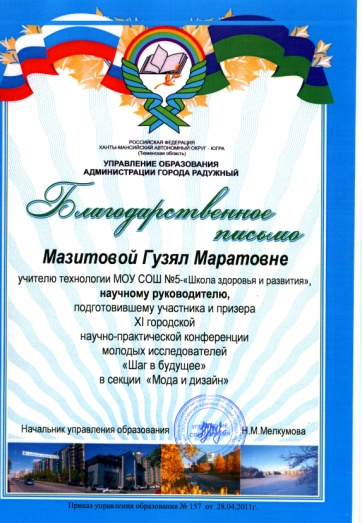 РОССИЙСКАЯ ФЕДЕРАЦИЯ
ХАНТЫ-МАНСИЙСКИЙ АВТОНОМНЫЙ ОКРУГ - ЮГРА
(Тюменская область)
УПРАВЛЕНИЕ ОБРАЗОВАНИЯ
АДМИНИСТРАЦИИ ГОРОДА РАДУЖНЫЙ
Благодарственное
письмо
Мазитовой Гузял Маратовне
учителю технологии МОУ СОШ №5-«Школа здоровья и развития»,
научному руководителю,
подготовившему участника и призера
XI городской
научно-практической конференции
молодых исследователей
«Шаг в будущее»
в секции «Мода и дизайн»
Начальник управления образования Н.М.Мелкумова
Приказ управления образования № 157 от 28.04.2011г.